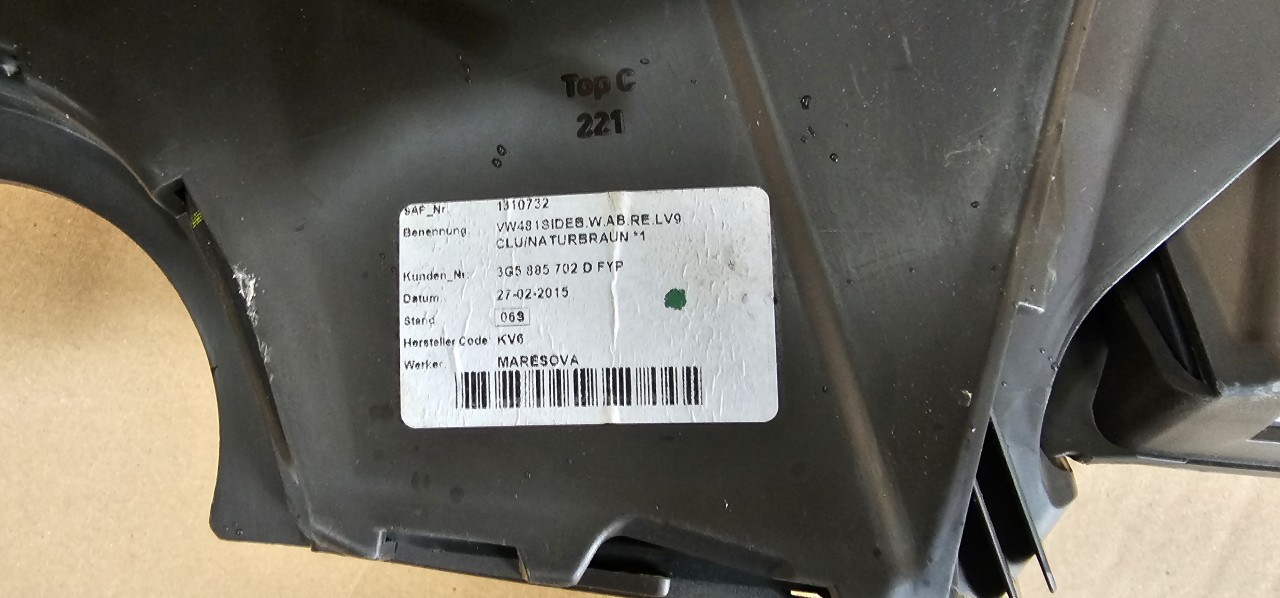 Top C
221
SAP_Nr. 1310732
Benennung: VW481SIDEB.W.AB.RE.LV9
CLU/NATURBRAUN *1
Kunden_Nr. 3G5 885 702 D FYP
Datum: 27-02-2015
Stand: 069
Hersteller Code: KV6
Werker: MARESOVA